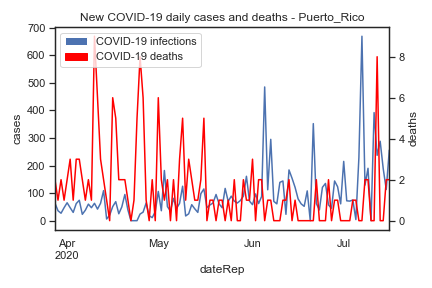 New COVID-19 daily cases and deaths - Puerto_Rico
COVID-19 infections
COVID-19 deaths
700
600
500
400
300
200
100
0
cases
8
6
4
2
0
deaths
Apr
2020
May
Jun
Jul
dateRep